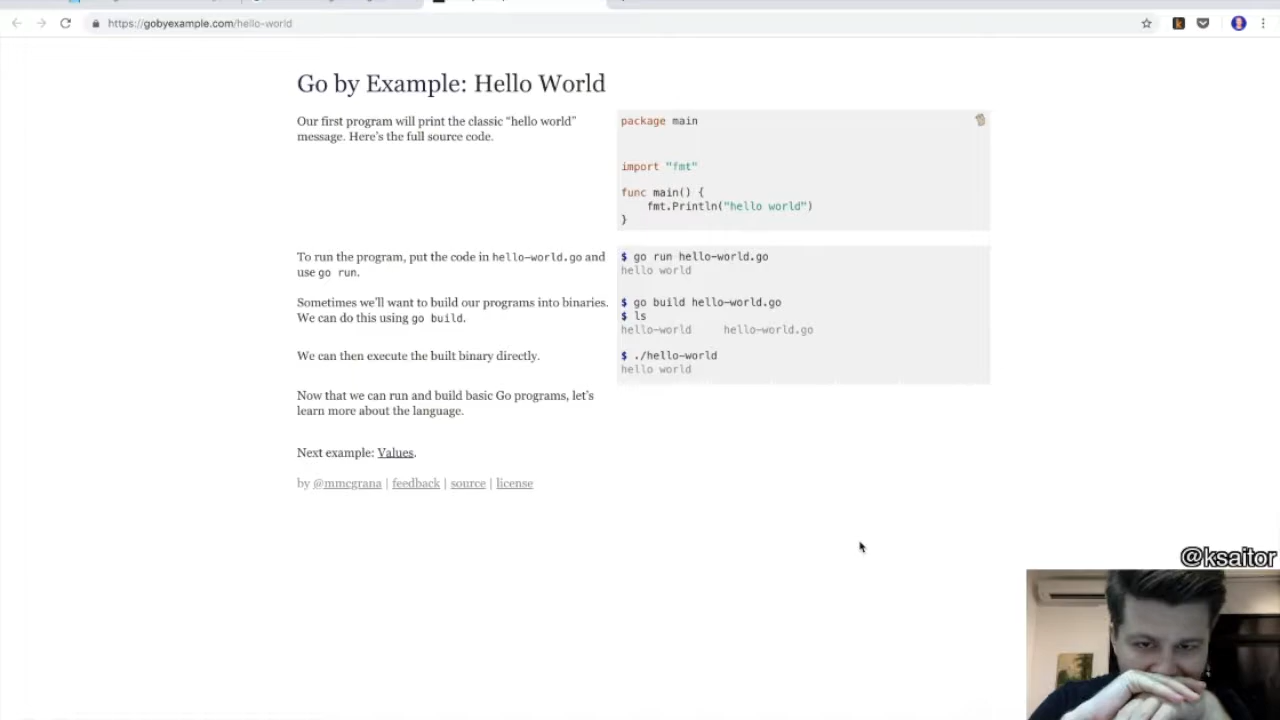 https://gobyexample.com/hello-world
Go by Example: Hello World
Our first program will print the classic “hello world”
message. Here’s the full source code.
package main
import "fmt"
func main() {
fmt.Println("hello world")
}
To run the program, put the code in hello-world.go and
use go run.
$ go run hello-world.go
hello world
Sometimes we’ll want to build our programs into binaries.
We can do this using go build.
$ go build hello-world.go
$ ls
hello-world hello-world.go
We can then execute the built binary directly.
$ ./hello-world
hello world
Now that we can run and build basic Go programs, let’s
learn more about the language.
Next example: Values.
by @mmcgrana | feedback | source | license
@ksaitor